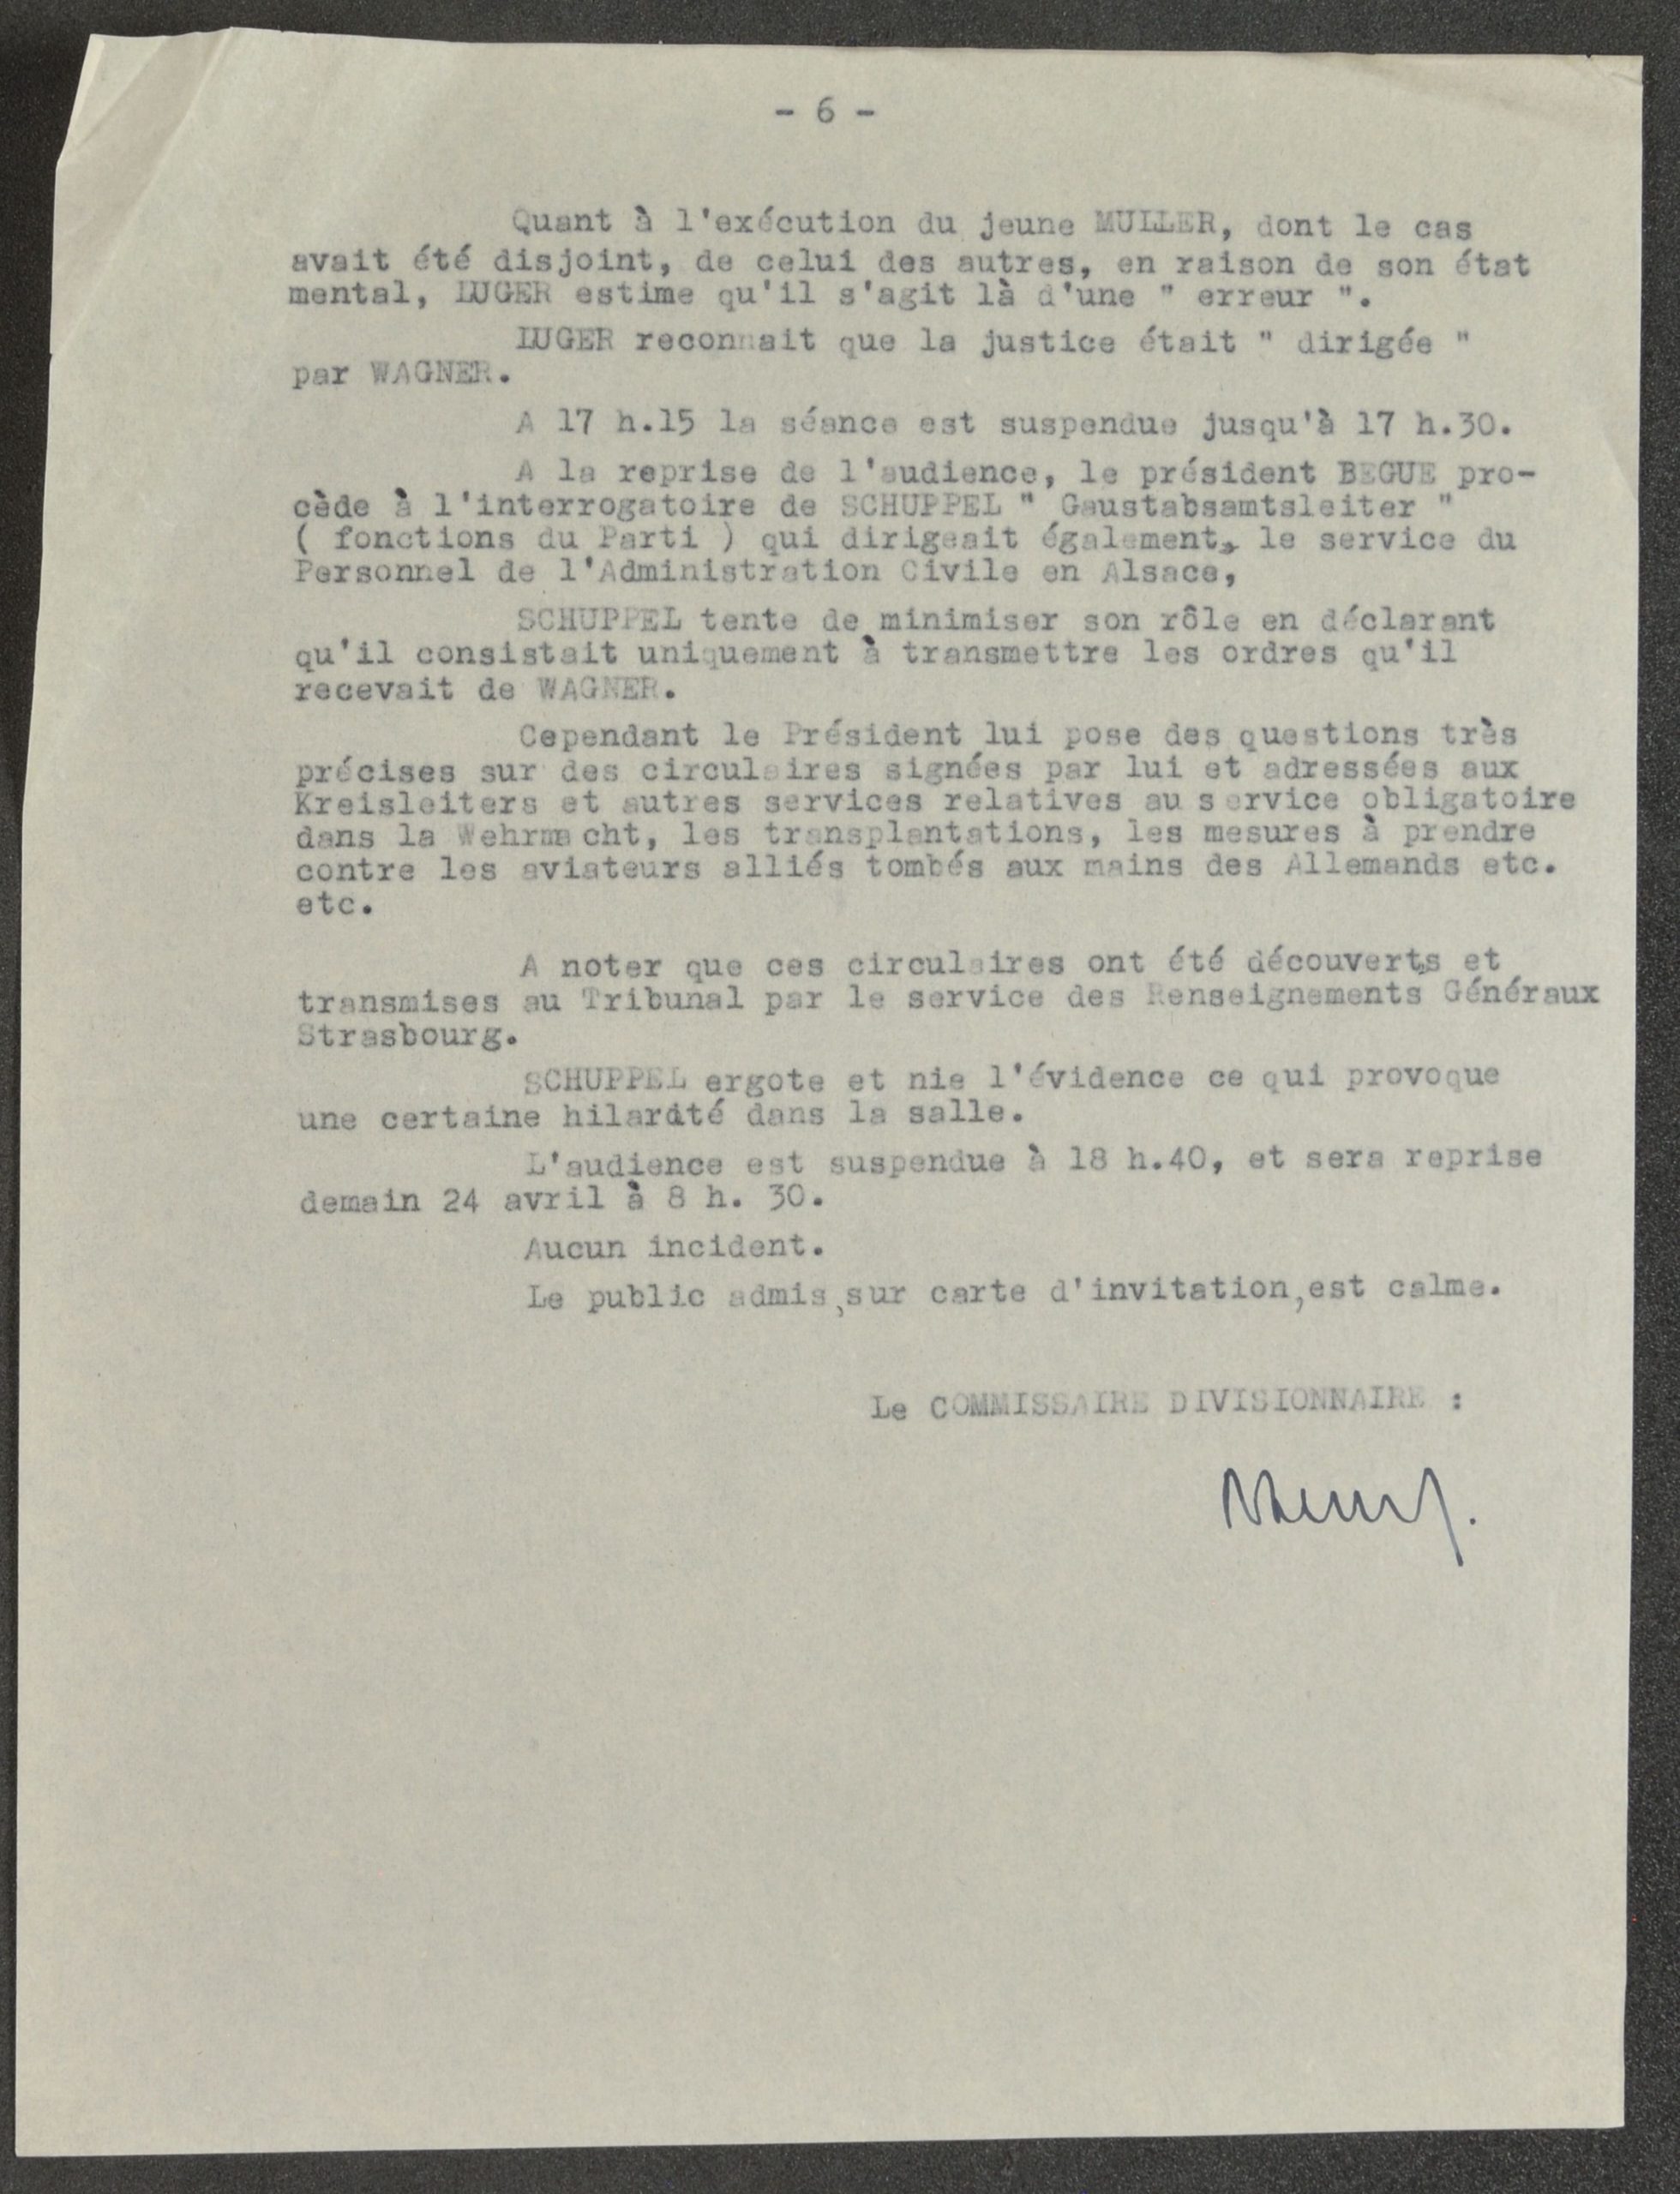 - 6 -
Quant à l'exécution du jeune MULLER, dont le cas
avait été disjoint, de celui des autres, en raison de son état
mental, LUGER estime qu'il s'agit là d'une " erreur ".
LUGER reconnait que la justice était " dirigée "
par WAGNER.
A 17 h.15 la séance est suspendue jusqu'à 17 h.30.
A la reprise de l'audience, le président BEGUE pro-
cède à l'interrogatoire de SCHUPPEL " Gaustabsamtsleiter "
( fonctions du Parti ) qui dirigeait également, le service du
Personnel de l'Administration Civile en Alsace,
SCHUPPEL tente de minimiser son rôle en déclarant
qu'il consistait uniquement à transmettre les ordres qu'il
recevait de WAGNER.
Cependant le Président lui pose des questions très
précises sur des circulaires signées par lui et adressées aux
Kreisleiters et autres services relatives au service obligatoire
dans la Wehrmacht, les transplantations, les mesures à prendre
contre les aviateurs alliés tombés aux mains des Allemands etc.
etc.
A noter que ces circulaires ont été découverts et
transmises au Tribunal par le service des Renseignements Généraux
Strasbourg.
SCHUPPEL ergote et nie l'évidence ce qui provoque
une certaine hilarité dans la salle.
L'audience est suspendue à 18 h.40, et sera reprise
demain 24 avril à 8 h. 30.
Aucun incident.
Le public admis, sur carte d'invitation, est calme.
Le COMMISSAIRE DIVISIONNAIRE :